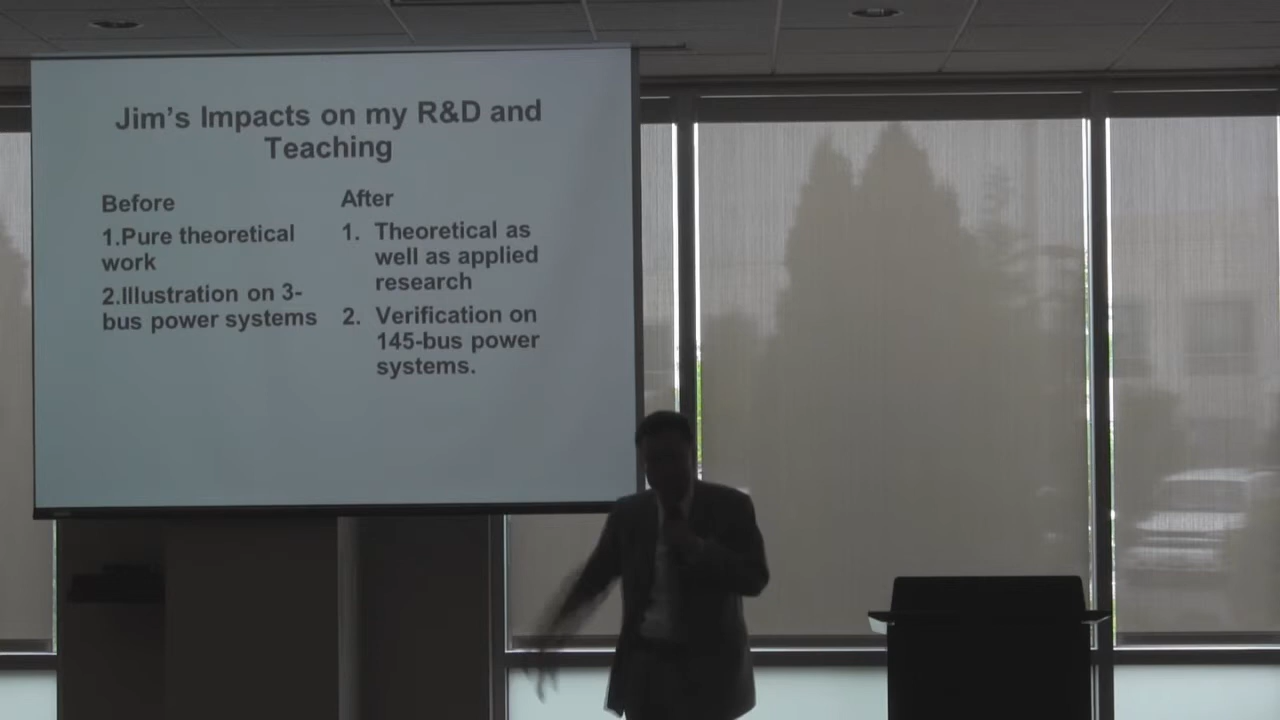 Jim's Impacts on my R&D and
Teaching
Before
1.Pure theoretical
work
2.Illustration on 3-
bus power systems
After
1. Theoretical as
well as applied
research
2. Verification on
145-bus power
systems.